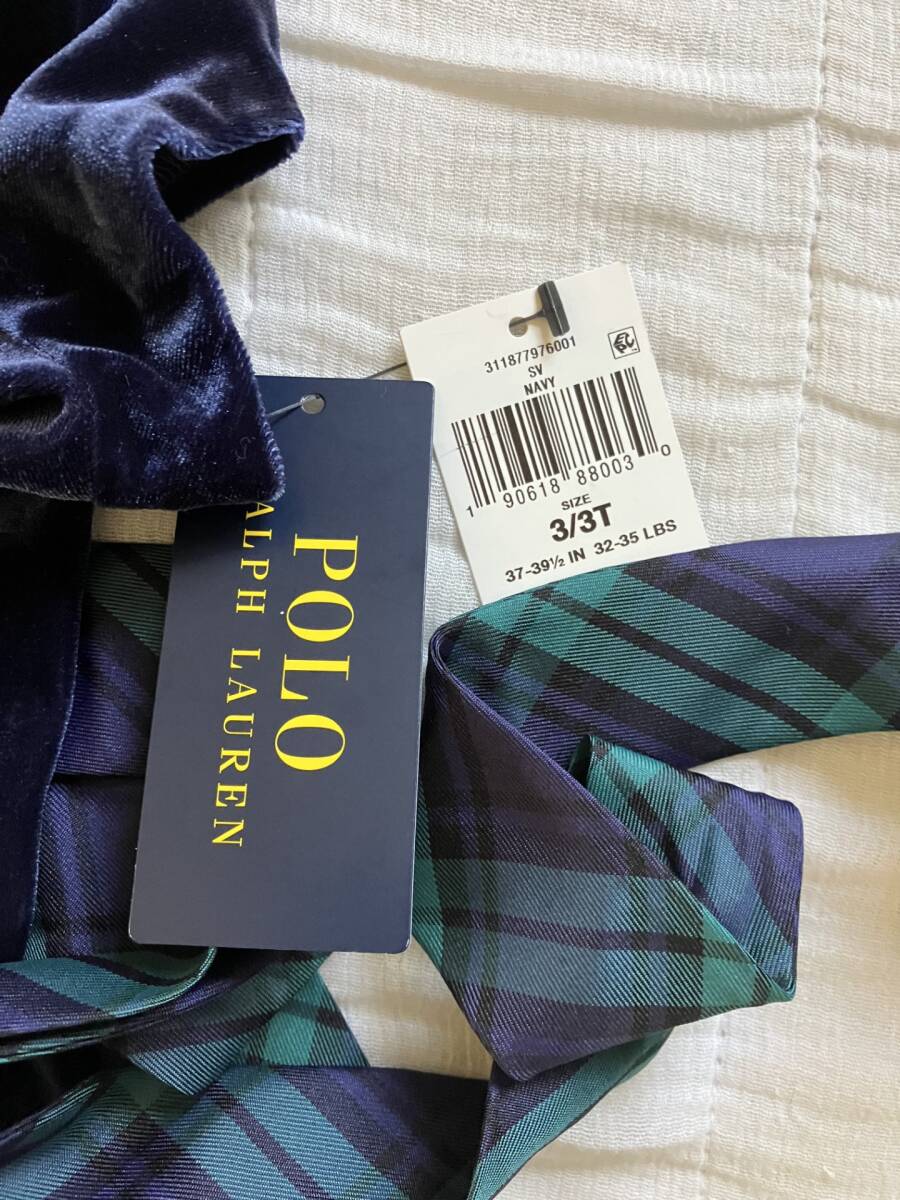 311877976001
SV
NAVY
1 90618 88003 0
SIZE
3/3T
37-39½ IN 32-35 LBS
POLO
ALPH LAUREN